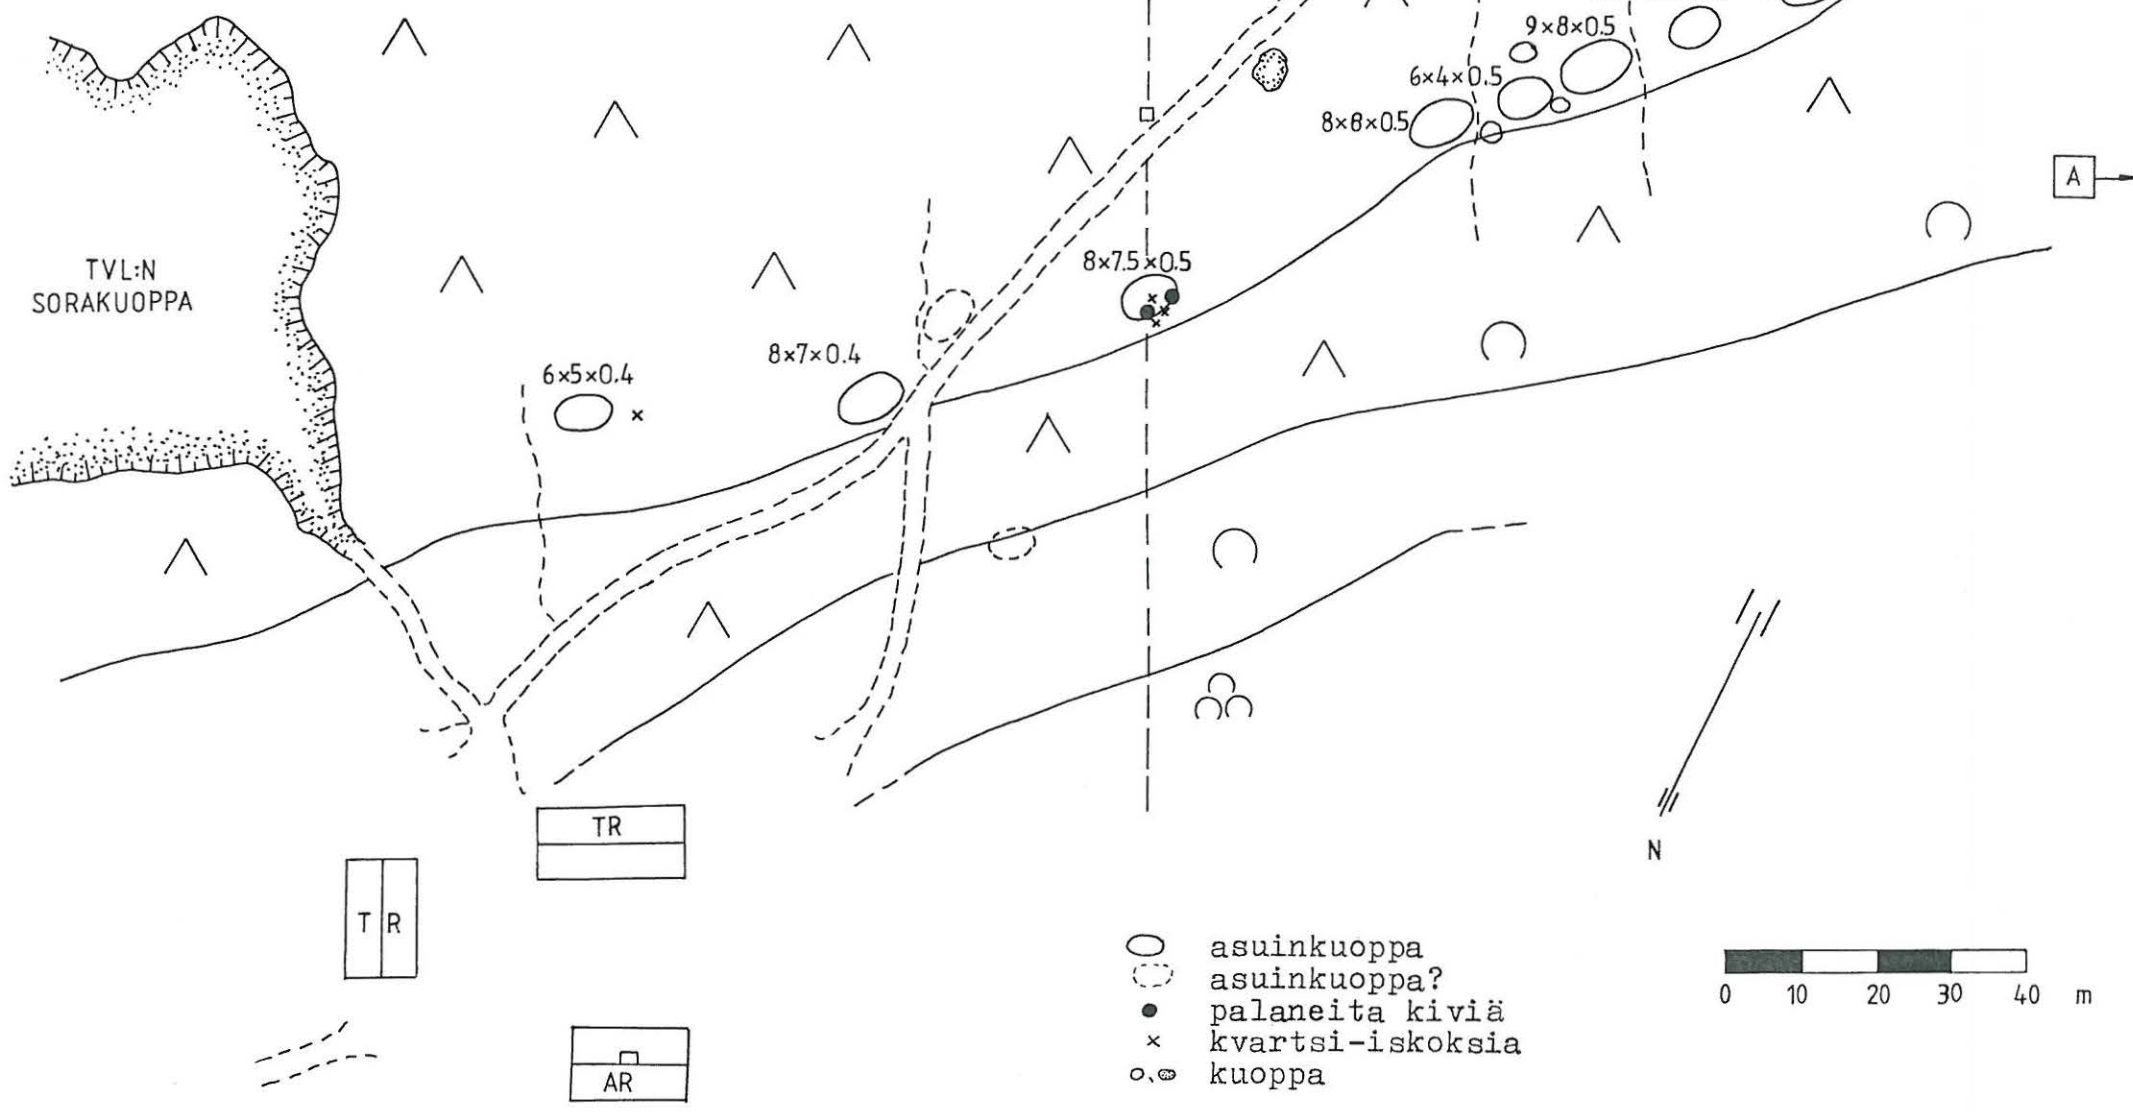 9×8×0.5
6×4×0.5
8×8×0.5
A
8×7.5×0.5
TVL:N
SORAKUOPPA
8×7×0.4
6×5×0.4
TR
T R
AR
N
asuinkuoppa
asuinkuoppa?
palaneita kiviä
kvartsi-iskoksia
kuoppa
0 10 20 30 40 m